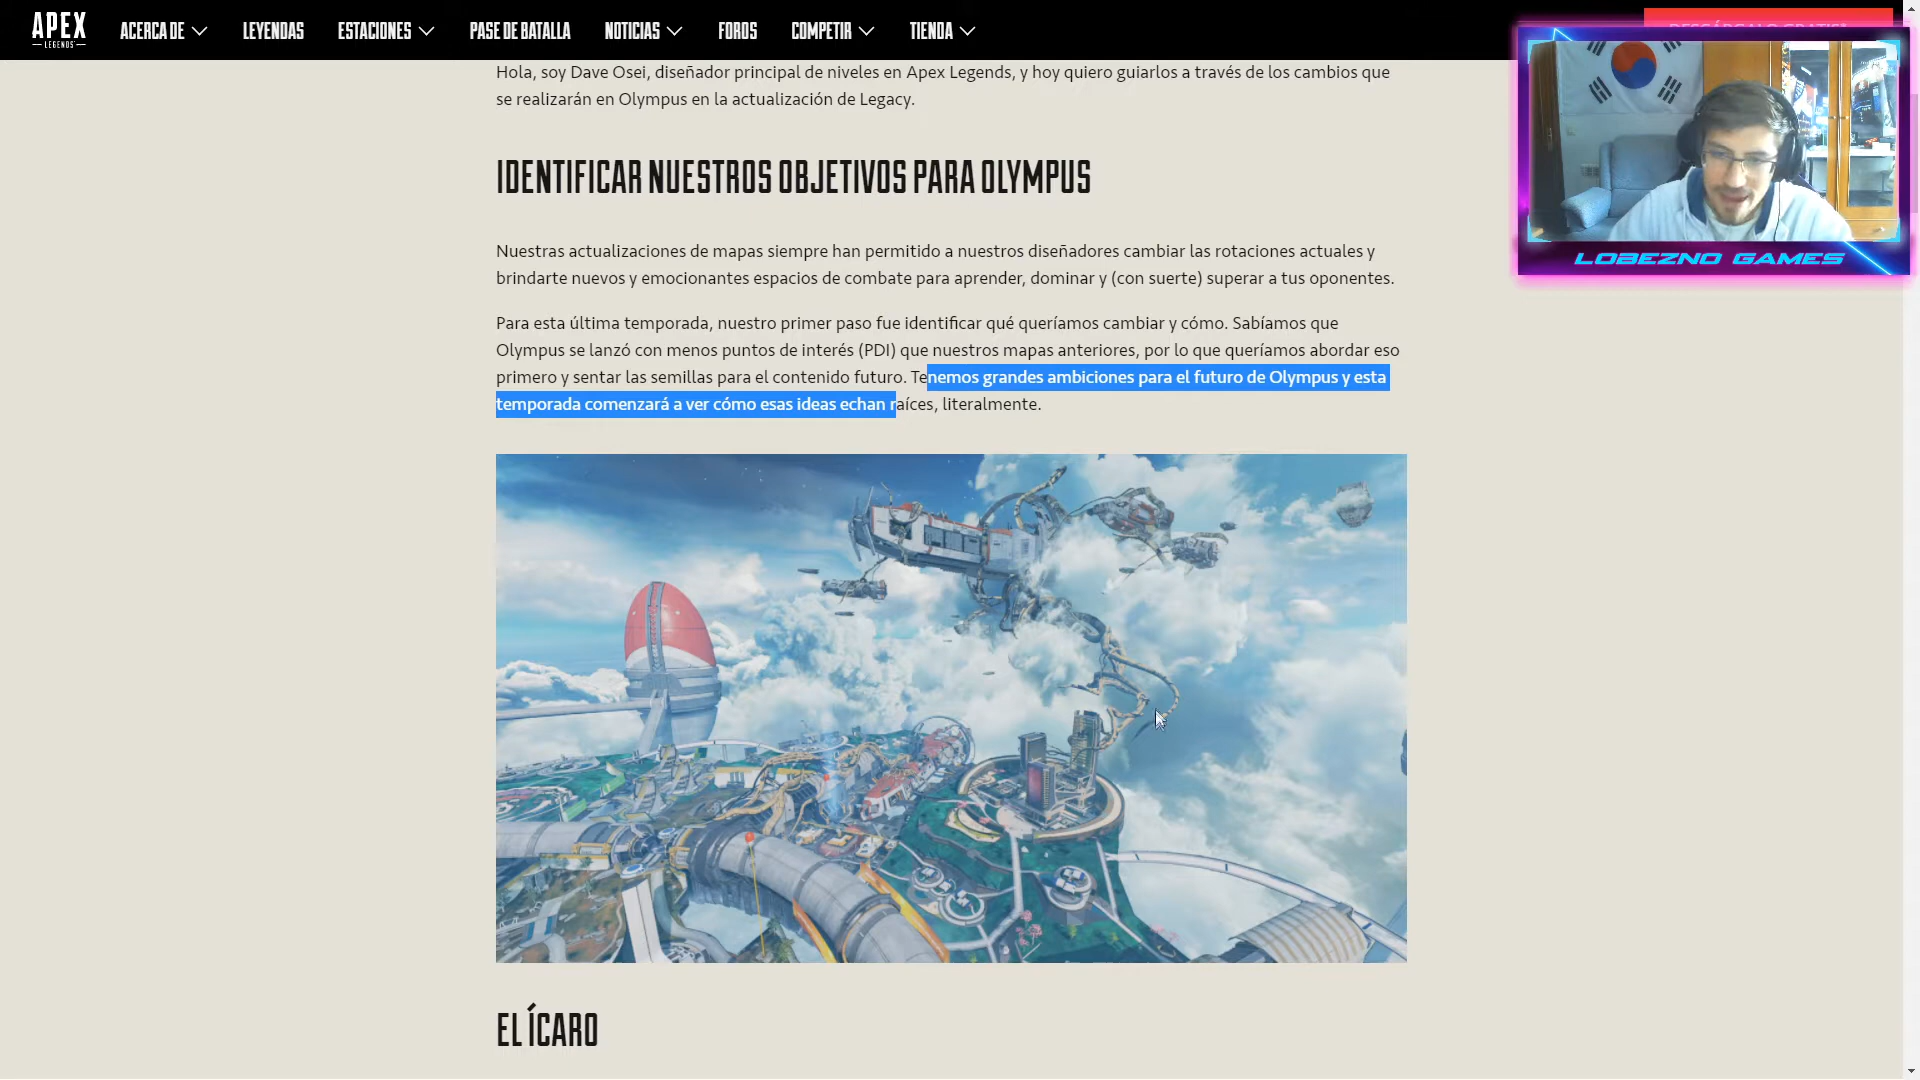 APEX
LEGENDS
ACERCA DE
LEYENDAS
ESTACIONES
PASE DE BATALLA
NOTICIAS
FOROS
COMPETIR
TIENDA
LOBEZNO GAMES
Hola, soy Dave Osei, diseñador principal de niveles en Apex Legends, y hoy quiero guiarlos a través de los cambios que
se realizarán en Olympus en la actualización de Legacy.
IDENTIFICAR NUESTROS OBJETIVOS PARA OLYMPUS
Nuestras actualizaciones de mapas siempre han permitido a nuestros diseñadores cambiar las rotaciones actuales y
brindarte nuevos y emocionantes espacios de combate para aprender, dominar y (con suerte) superar a tus oponentes.
Para esta última temporada, nuestro primer paso fue identificar qué queríamos cambiar y cómo. Sabíamos que
Olympus se lanzó con menos puntos de interés (PDI) que nuestros mapas anteriores, por lo que queríamos abordar eso
primero y sentar las semillas para el contenido futuro. Tenemos grandes ambiciones para el futuro de Olympus y esta
temporada comenzará a ver cómo esas ideas echan raíces, literalmente.
EL ÍCARO